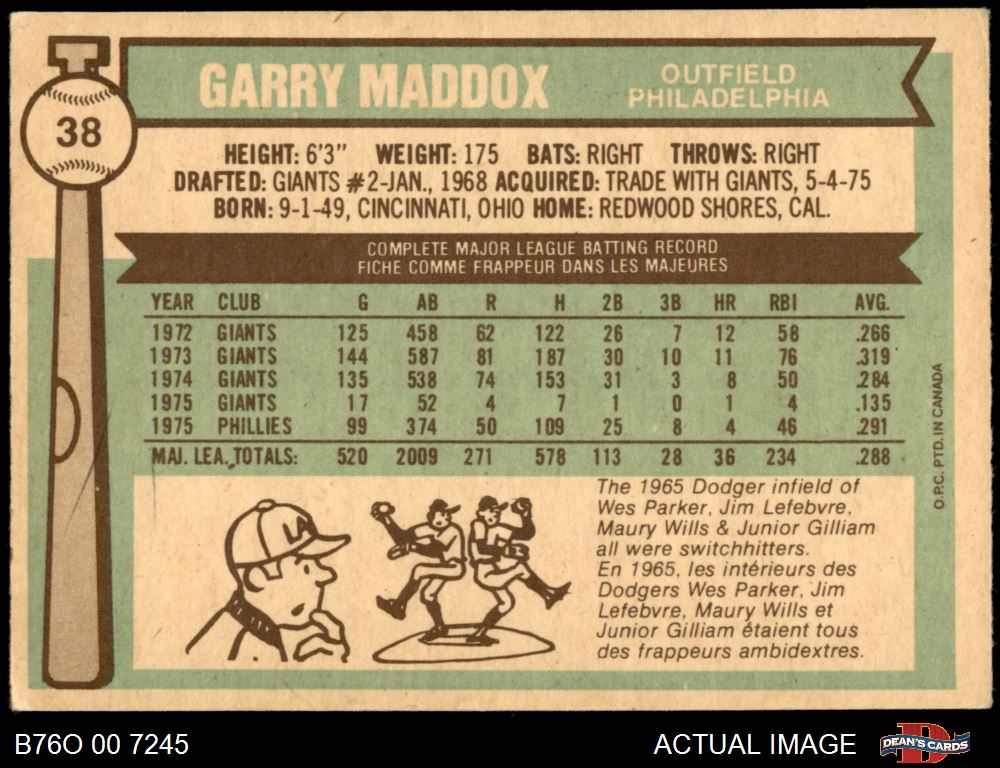 38
GARRY MADDOX
OUTFIELD
PHILADELPHIA
HEIGHT: 6'3" WEIGHT: 175 BATS: RIGHT THROWS: RIGHT
DRAFTED: GIANTS #2-JAN., 1968 ACQUIRED: TRADE WITH GIANTS, 5-4-75
BORN: 9-1-49, CINCINNATI, OHIO HOME: REDWOOD SHORES, CAL.
COMPLETE MAJOR LEAGUE BATTING RECORD
FICHE COMME FRAPPEUR DANS LES MAJEURES
YEAR CLUB G AB R H 2B 3B HR RBI AVG.
1972 GIANTS 125 458 62 122 26 7 12 58 .266
1973 GIANTS 144 587 81 187 30 10 11 76 .319
1974 GIANTS 135 538 74 153 31 3 8 50 .284
1975 GIANTS 17 52 4 7 1 0 1 4 .135
1975 PHILLIES 99 374 50 109 25 8 4 46 .291
MAJ. LEA. TOTALS: 520 2009 271 578 113 28 36 234 .288
LA
The 1965 Dodger infield of
Wes Parker, Jim Lefebvre,
Maury Wills & Junior Gilliam
all were switchhitters.
En 1965, les intérieurs des
Dodgers Wes Parker, Jim
Lefebvre, Maury Wills et
Junior Gilliam étaient tous
des frappeurs ambidextres.
O.P.C. PTD. IN CANADA
B76O 00 7245
ACTUAL IMAGE
D
DEAN'S CARDS